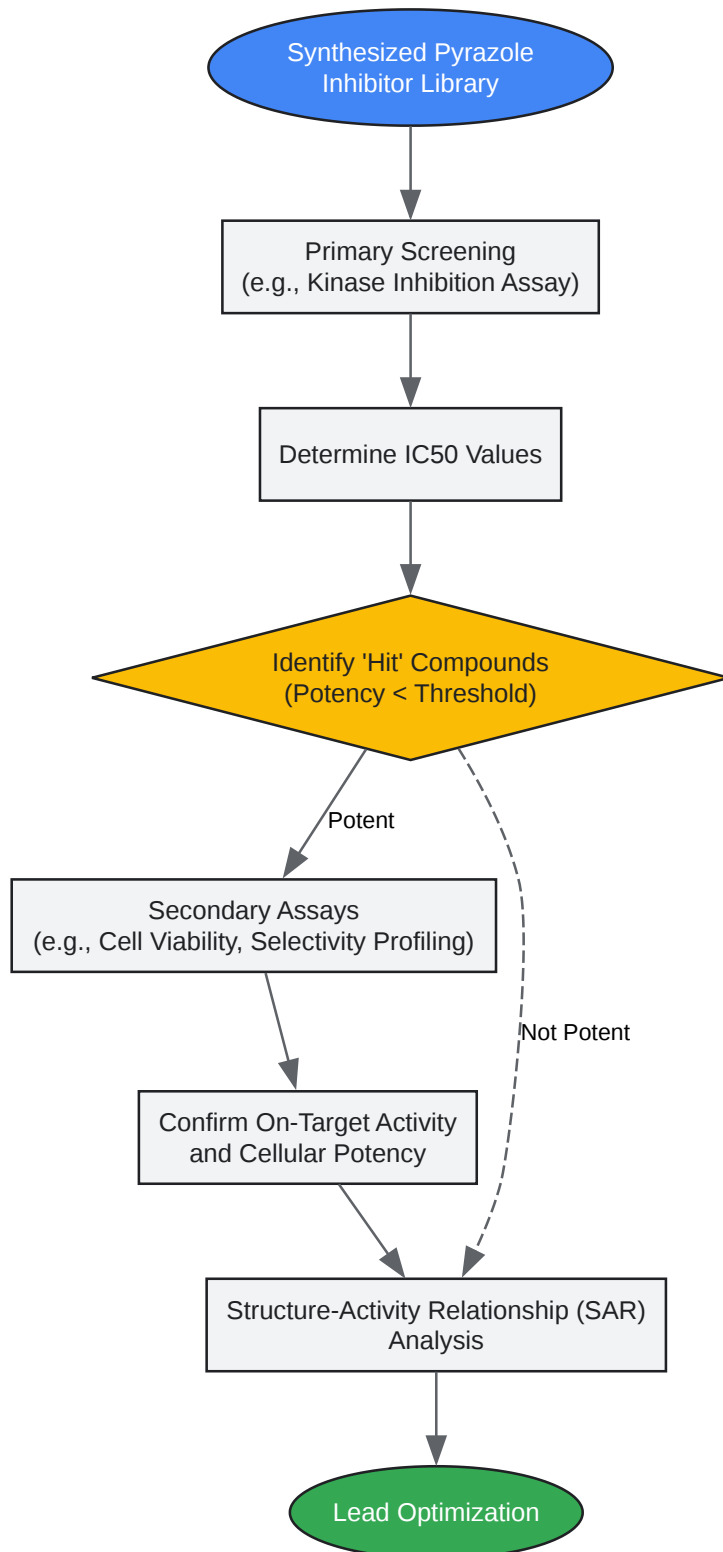 Synthesized Pyrazole
Inhibitor Library
Primary Screening
(e.g., Kinase Inhibition Assay)
Determine IC50 Values
Identify 'Hit' Compounds
(Potency < Threshold)
Potent
Secondary Assays
(e.g., Cell Viability, Selectivity Profiling)
Not Potent
Confirm On-Target Activity
and Cellular Potency
Structure-Activity Relationship (SAR)
Analysis
Lead Optimization